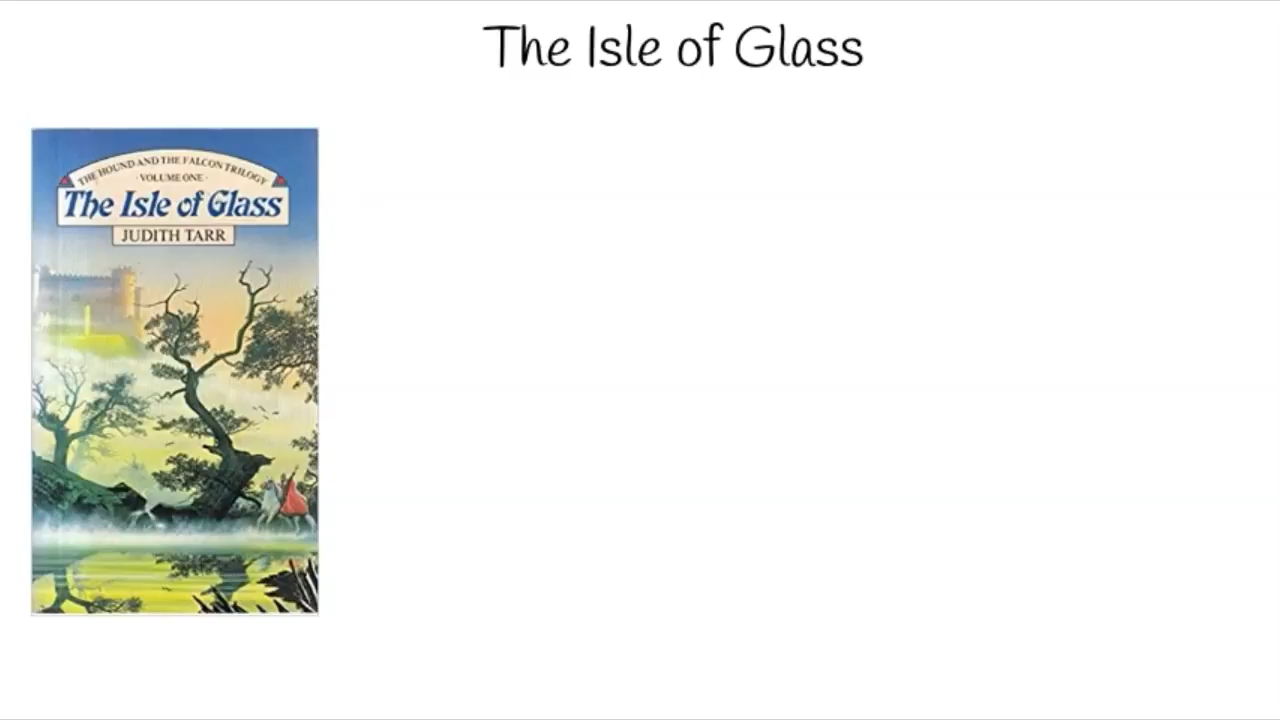 The Isle of Glass
THE HOUND AND THE FALCON TRILOGY
· VOLUME ONE ·
The Isle of Glass
JUDITH TARR